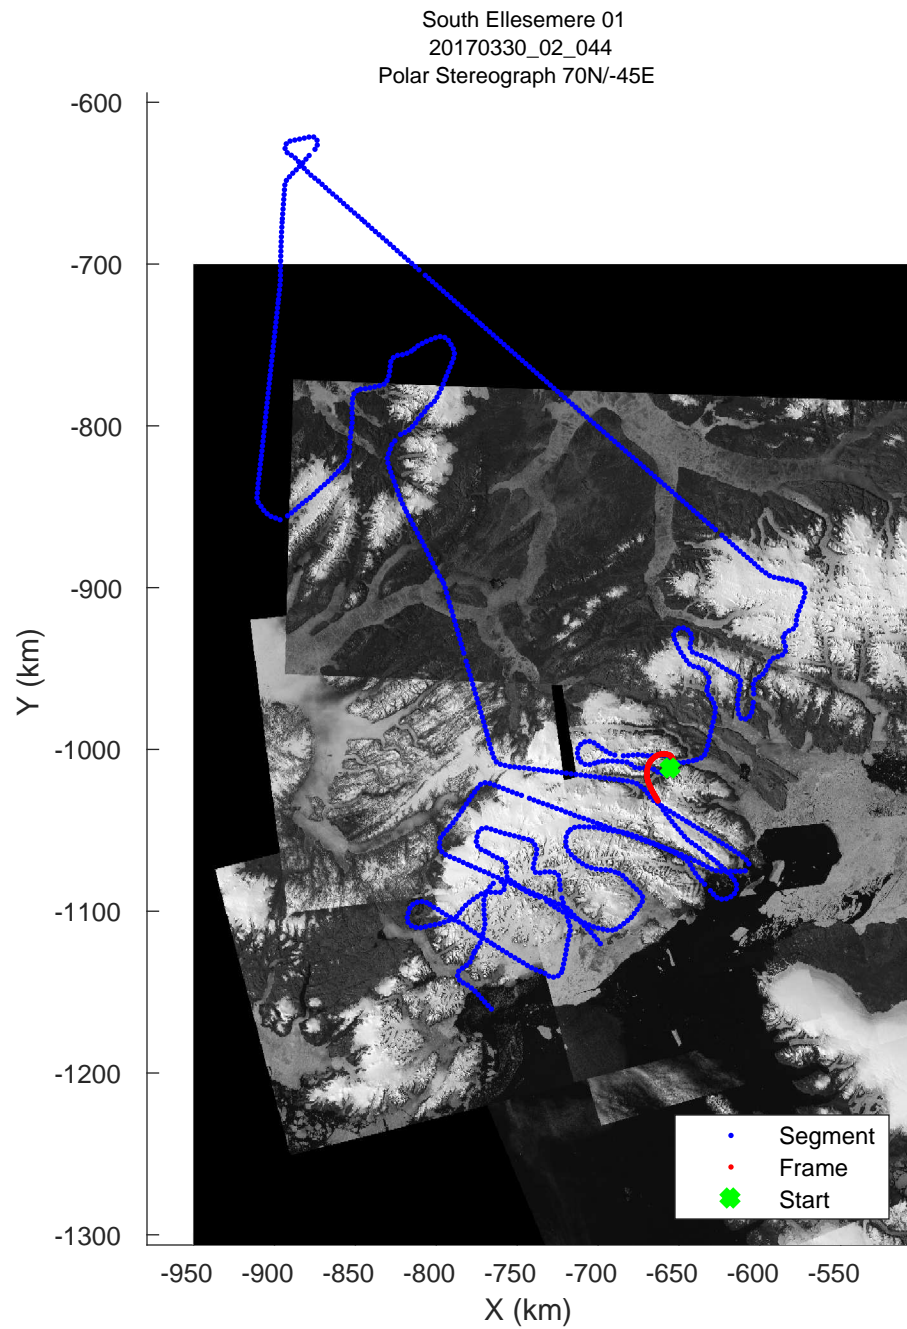 South Ellesemere 01
20170330_02_044
Polar Stereograph 70N/-45E
-600
-700
-800
-900
-1000
-1100
-1200
-1300
Y (km)
Segment
Frame
Start
-950 -900 -850 -800 -750 -700 -650 -600 -550
X (km)